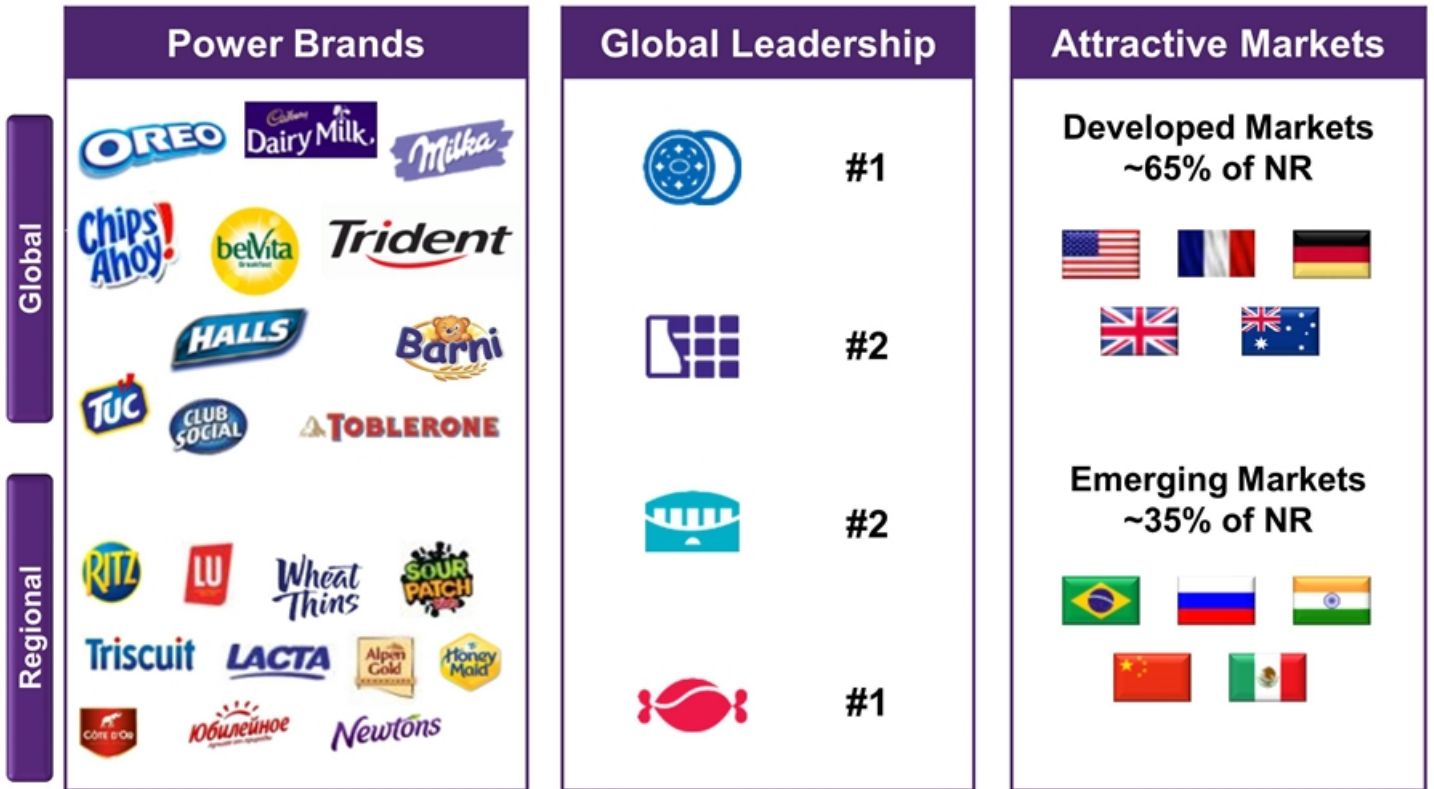 Power Brands
Global Leadership
Attractive Markets
Global
OREO
Cadbury
Dairy Milk
Milka
Chips
Ahoy!
belVita
Breakfast
Trident
HALLS
Barni
TUC
CLUB
SOCIAL
TOBLERONE
Regional
RITZ
LU
Wheat
Thins
SOUR
PATCH
Triscuit
LACTA
Alpen
Gold
Honey
Maid
CÔTE D'OR
Юбилейное
Newtons
#1
#2
#2
#1
Developed Markets
~65% of NR
Emerging Markets
~35% of NR